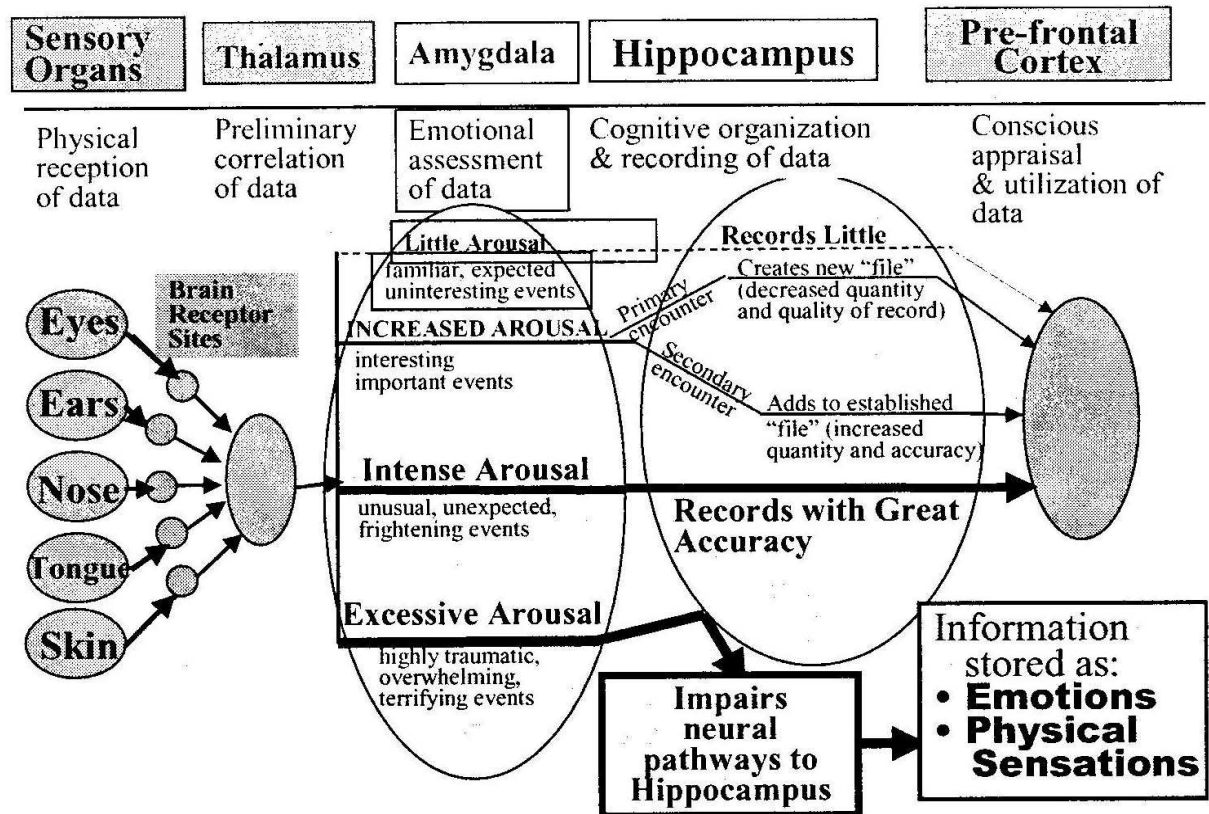 Sensory
Organs
Thalamus
Amygdala
Hippocampus
Pre-frontal
Cortex
Physical
reception
of data
Preliminary
correlation
of data
Emotional
assessment
of data
Cognitive organization
& recording of data
Conscious
appraisal
& utilization of
data
Brain
Receptor
Sites
Eyes
Ears
Nose
Tongue
Skin
Little Arousal
familiar, expected
uninteresting events
INCREASED AROUSAL
interesting
important events
Intense Arousal
unusual, unexpected,
frightening events
Excessive Arousal
highly traumatic,
overwhelming,
terrifying events
Primary
encounter
Secondary
encounter
Records Little
Creates new “file”
(decreased quantity
and quality of record)
Adds to established
“file” (increased
quantity and accuracy)
Records with Great
Accuracy
Impairs
neural
pathways to
Hippocampus
Information
stored as:
• Emotions
• Physical
Sensations